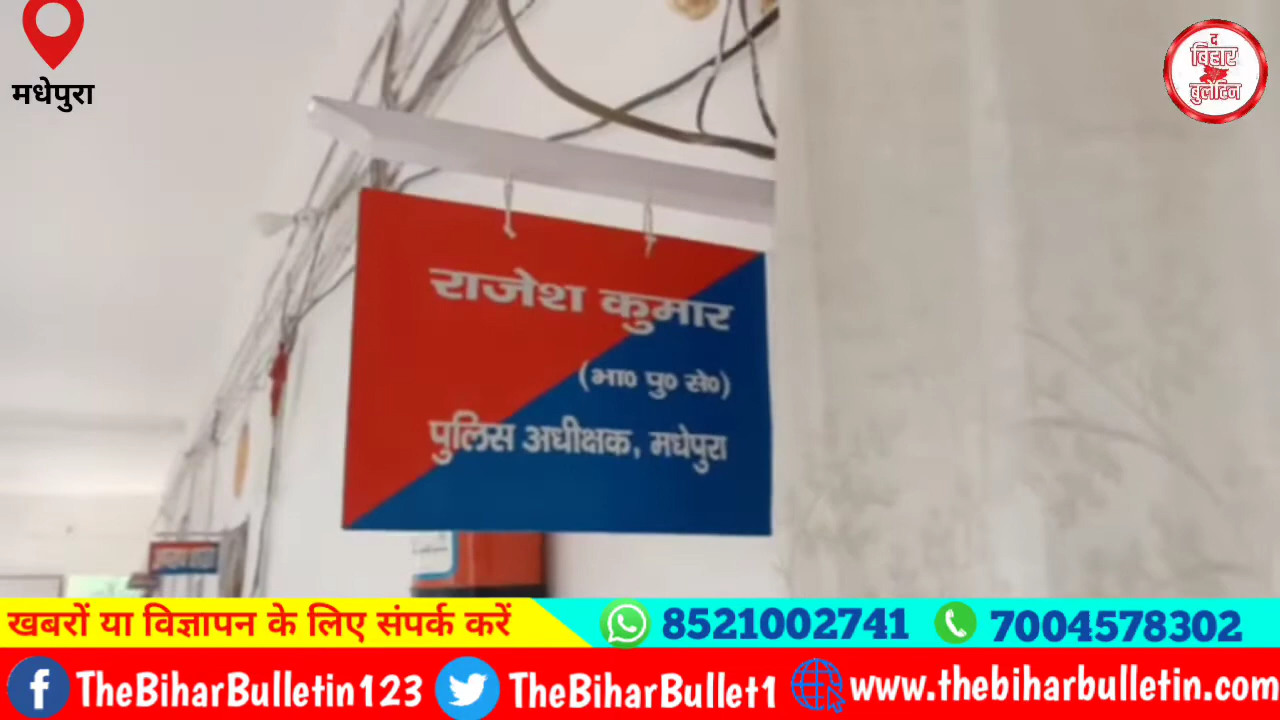 मधेपुरा
द
बिहार
बुलेटिन
राजेश कुमार
(भा० पु० से०)
पुलिस अधीक्षक, मधेपुरा
खबरों या विज्ञापन के लिए संपर्क करें
8521002741
7004578302
TheBiharBulletin123
TheBiharBullet1
www.thebiharbulletin.com